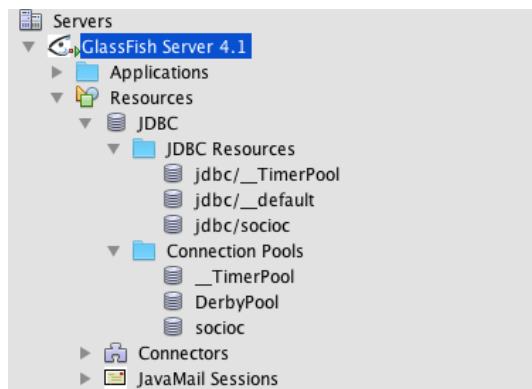 Servers
GlassFish Server 4.1
Applications
Resources
JDBC
JDBC Resources
jdbc/__TimerPool
jdbc/__default
jdbc/socioc
Connection Pools
__TimerPool
DerbyPool
socioc
Connectors
JavaMail Sessions